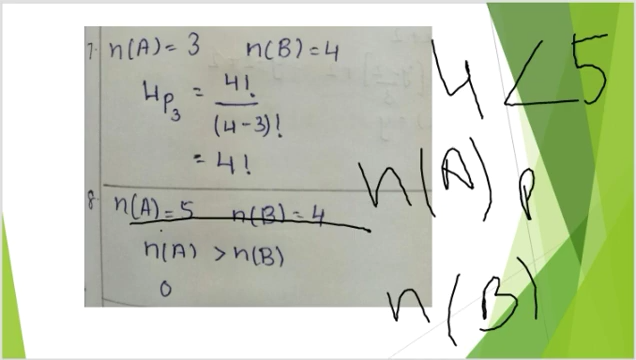 7. n(A) = 3 n(B) = 4
4P₃ = 4! / (4-3)!
= 4!
8 n(A) = 5 n(B) = 4
n(A) > n(B)
0
4 < 5
n(A) P
n(B)